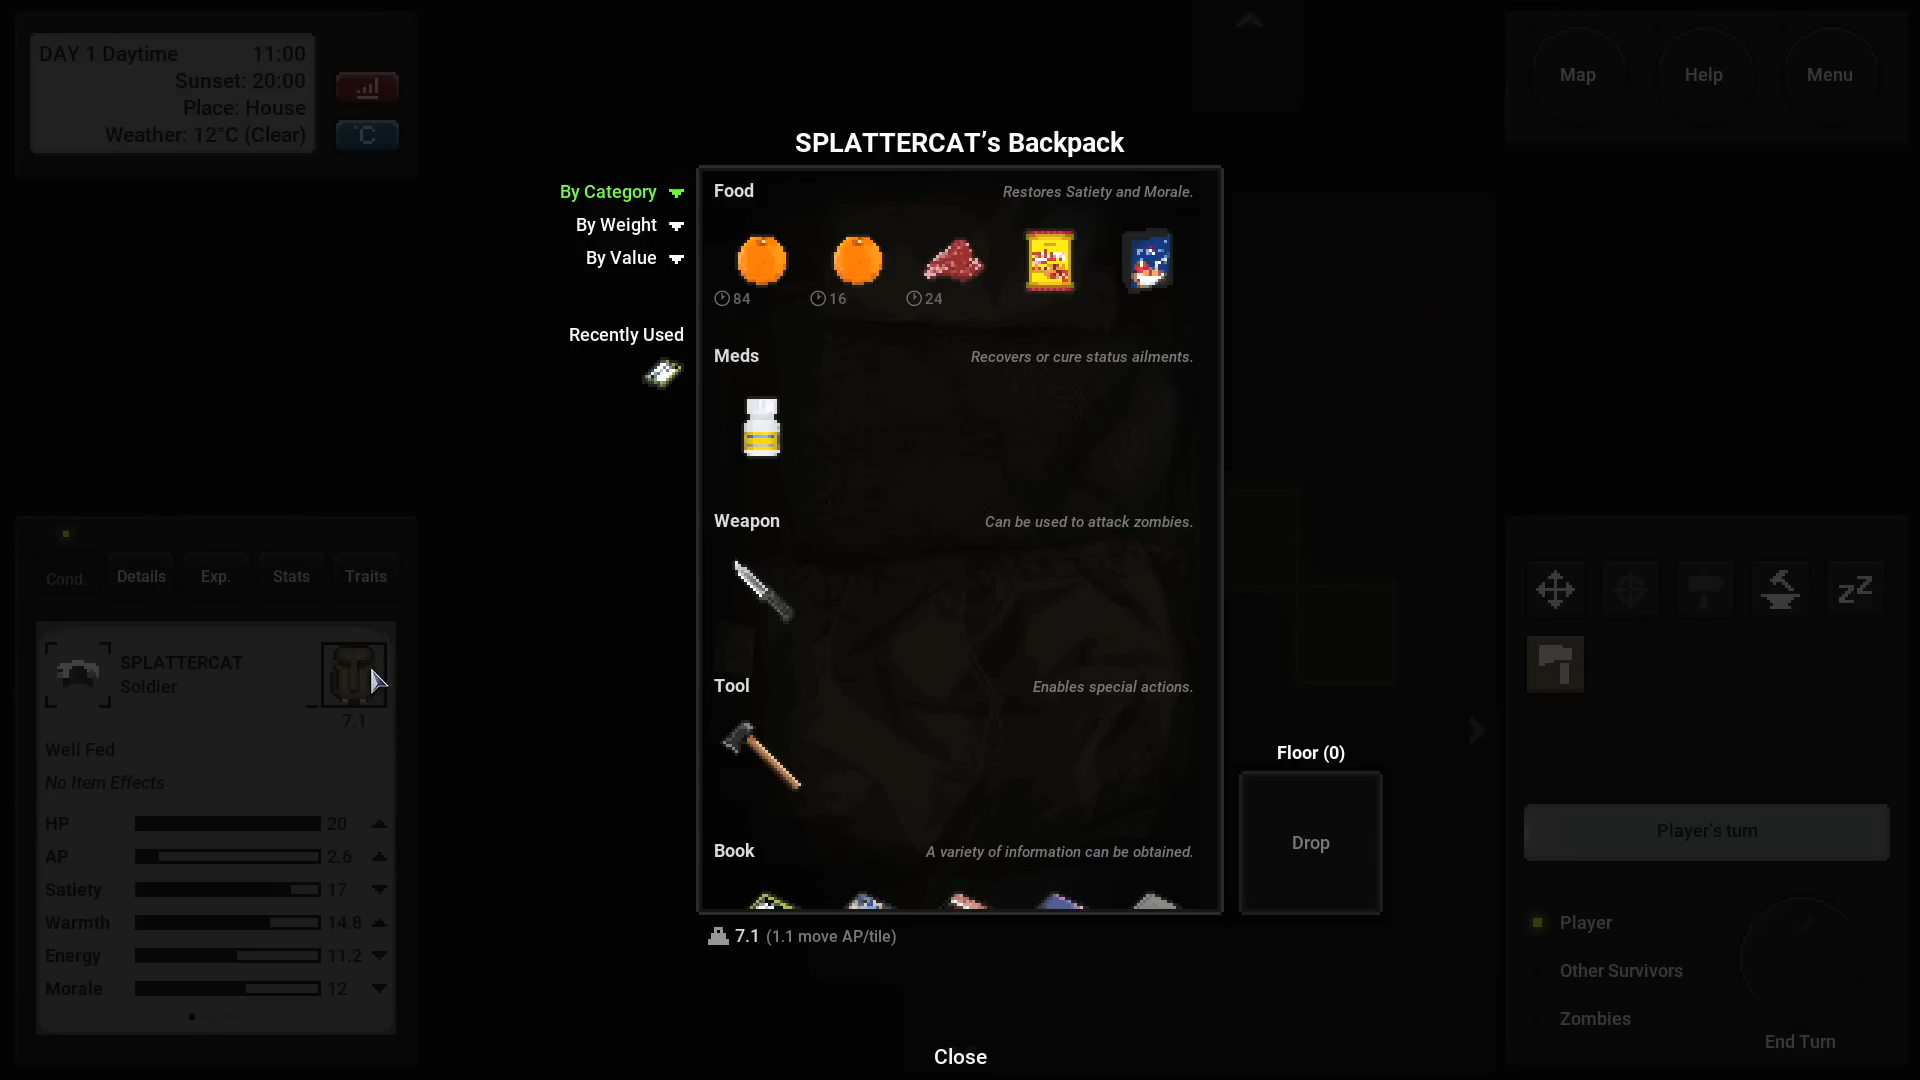 DAY 1 Daytime 11:00
Sunset: 20:00
Place: House
Weather: 12°C (Clear)
°C
Map
Help
Menu
SPLATTERCAT’s Backpack
By Category
By Weight
By Value
Recently Used
Food Restores Satiety and Morale.
84 16 24
Meds Recovers or cure status ailments.
Weapon Can be used to attack zombies.
Tool Enables special actions.
Book A variety of information can be obtained.
7.1 (1.1 move AP/tile)
Floor (0)
Drop
Close
Cond. Details Exp. Stats Traits
SPLATTERCAT
Soldier
7.1
Well Fed
No Item Effects
HP 20
AP 2.6
Satiety 17
Warmth 14.8
Energy 11.2
Morale 12
zZ
Player's turn
Player
Other Survivors
Zombies
End Turn